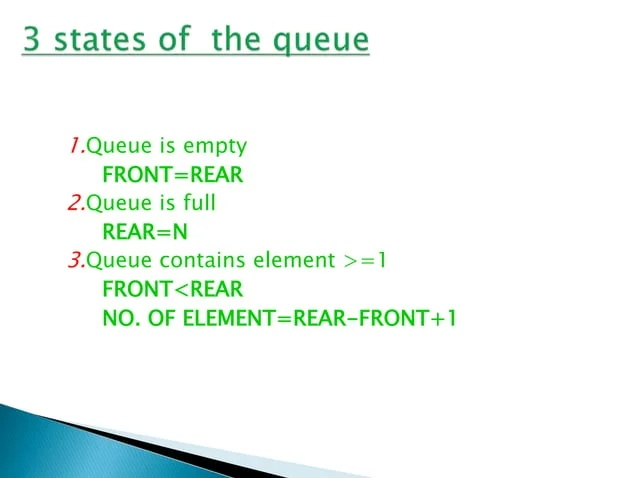 3 states of the queue
1.Queue is empty
FRONT=REAR
2.Queue is full
REAR=N
3.Queue contains element >=1
FRONT<REAR
NO. OF ELEMENT=REAR-FRONT+1